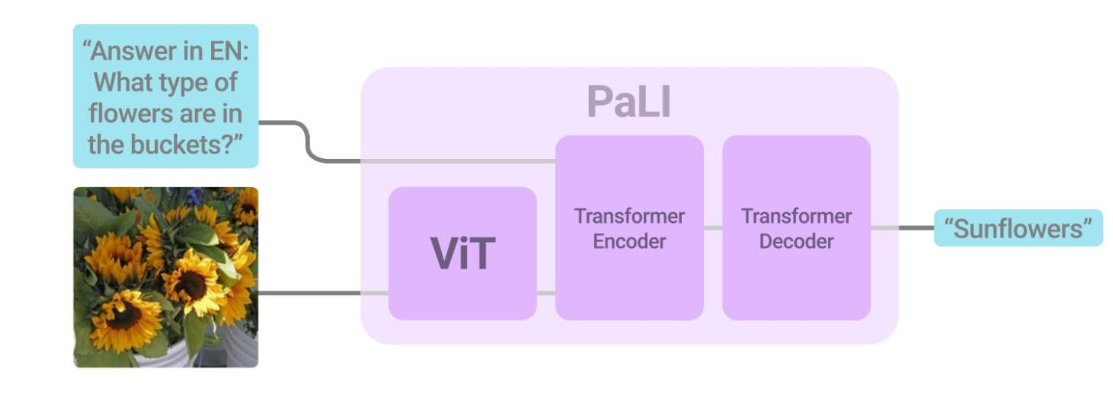 “Answer in EN:
What type of
flowers are in
the buckets?”
PaLI
ViT
Transformer
Encoder
Transformer
Decoder
“Sunflowers”